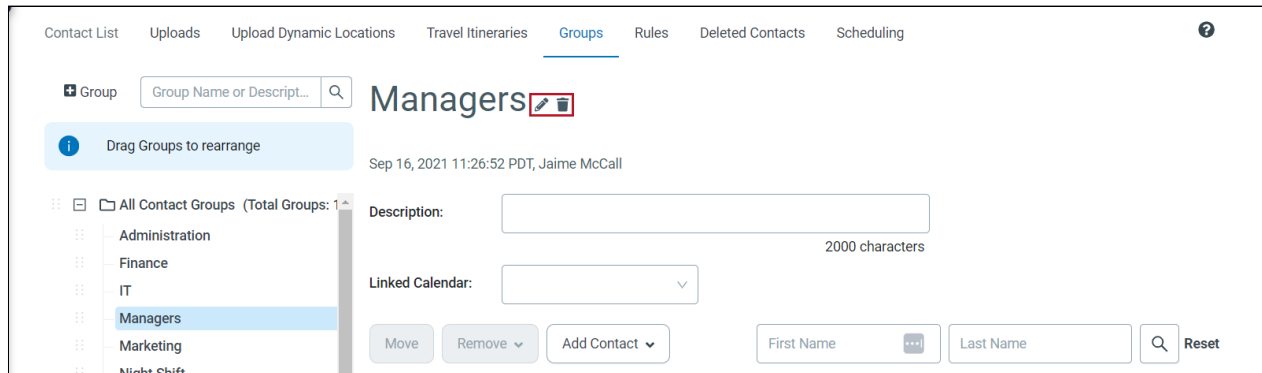 Contact List Uploads Upload Dynamic Locations Travel Itineraries Groups Rules Deleted Contacts Scheduling
Group
Group Name or Descript...
Managers
Drag Groups to rearrange
Sep 16, 2021 11:26:52 PDT, Jaime McCall
All Contact Groups (Total Groups:
Description:
2000 characters
Administration
Finance
IT
Managers
Marketing
Night Shift
Linked Calendar:
Move Remove Add Contact First Name Last Name Reset